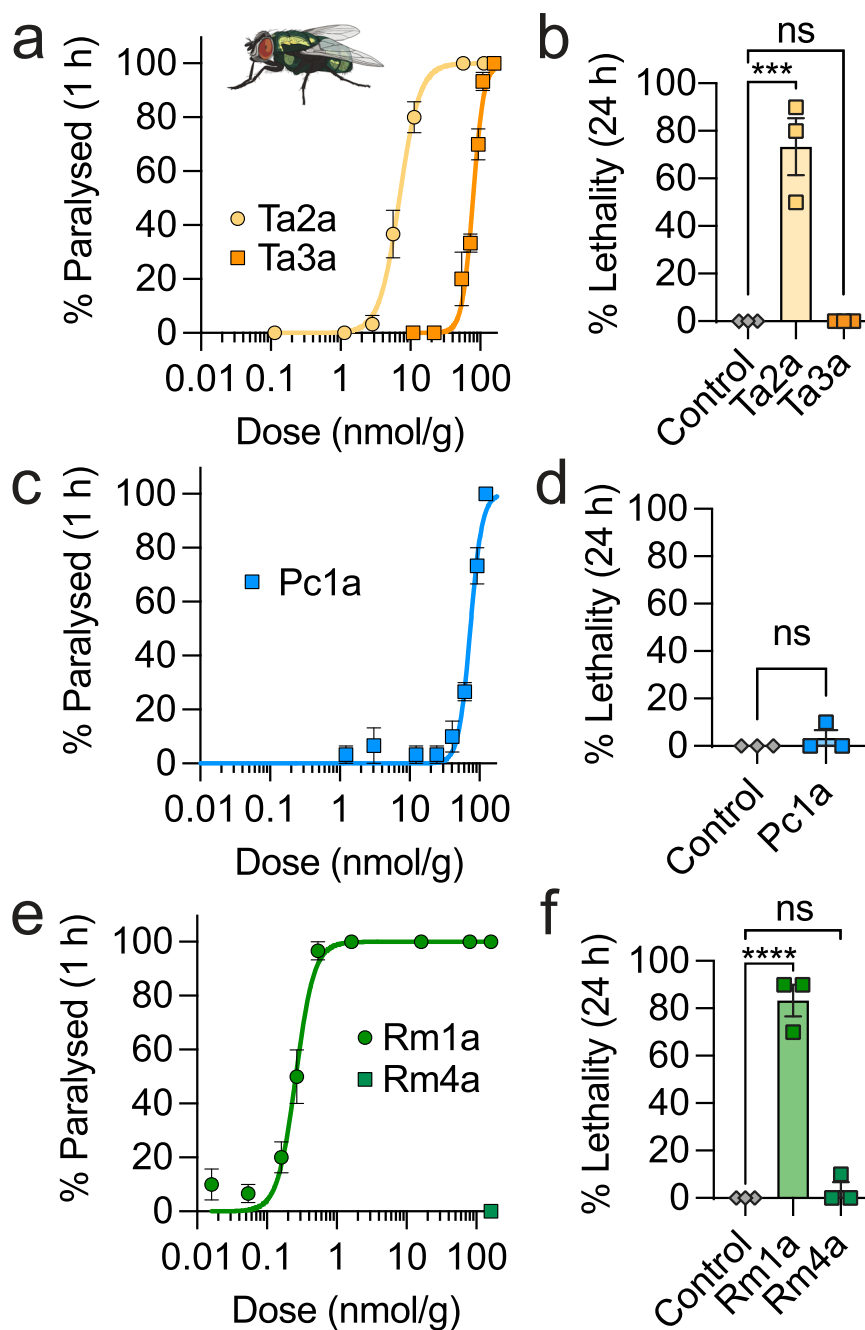 a
% Paralysed (1 h)
100
80
60
40
20
0
Ta2a
Ta3a
0.01 0.1 1 10 100
Dose (nmol/g)
b
% Lethality (24 h)
ns
***
100
80
60
40
20
0
Control
Ta2a
Ta3a
c
% Paralysed (1 h)
100
80
60
40
20
0
Pc1a
0.01 0.1 1 10 100
Dose (nmol/g)
d
% Lethality (24 h)
100
80
60
40
20
0
ns
Control
Pc1a
e
% Paralysed (1 h)
100
80
60
40
20
0
Rm1a
Rm4a
0.01 0.1 1 10 100
Dose (nmol/g)
f
% Lethality (24 h)
ns
****
100
80
60
40
20
0
Control
Rm1a
Rm4a